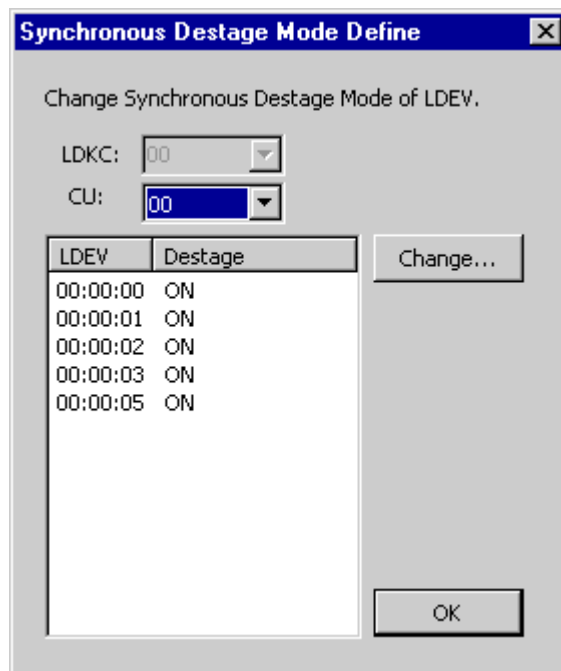 Synchronous Destage Mode Define
Change Synchronous Destage Mode of LDEV.
LDKC: 00
CU: 00
LDEV Destage
Change...
00:00:00 ON
00:00:01 ON
00:00:02 ON
00:00:03 ON
00:00:05 ON
OK